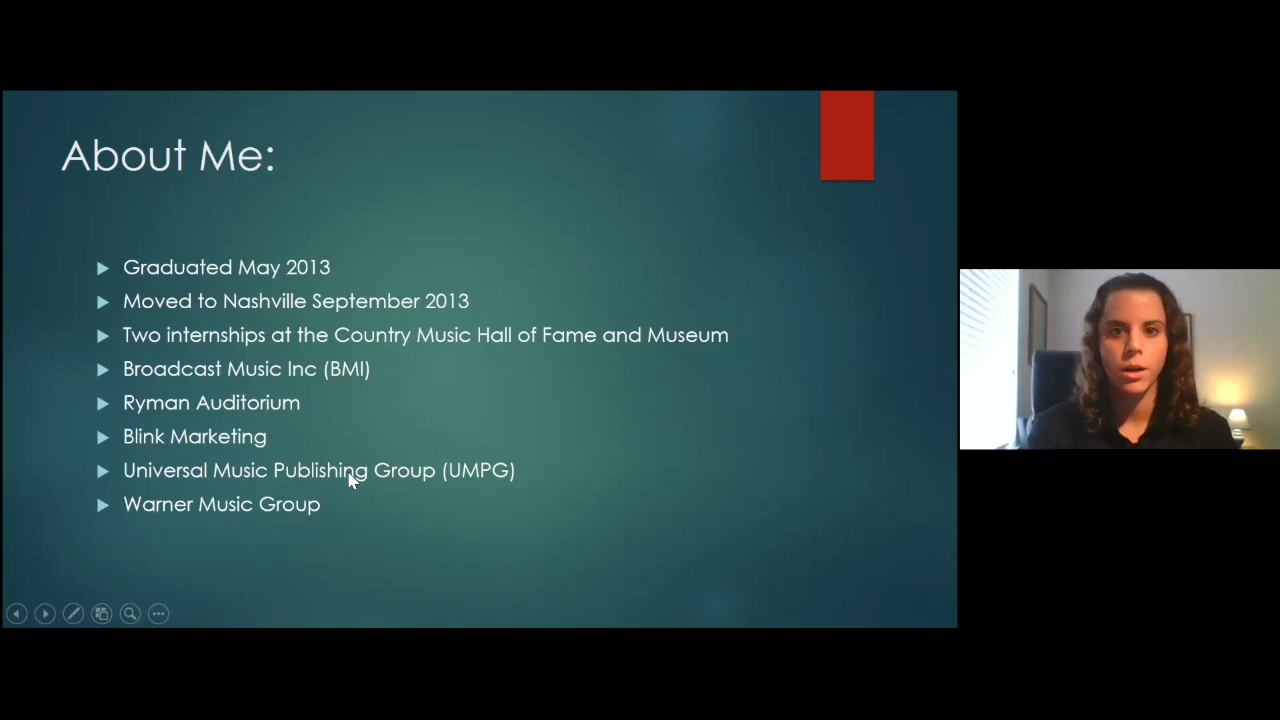 About Me:
Graduated May 2013
Moved to Nashville September 2013
Two internships at the Country Music Hall of Fame and Museum
Broadcast Music Inc (BMI)
Ryman Auditorium
Blink Marketing
Universal Music Publishing Group (UMPG)
Warner Music Group